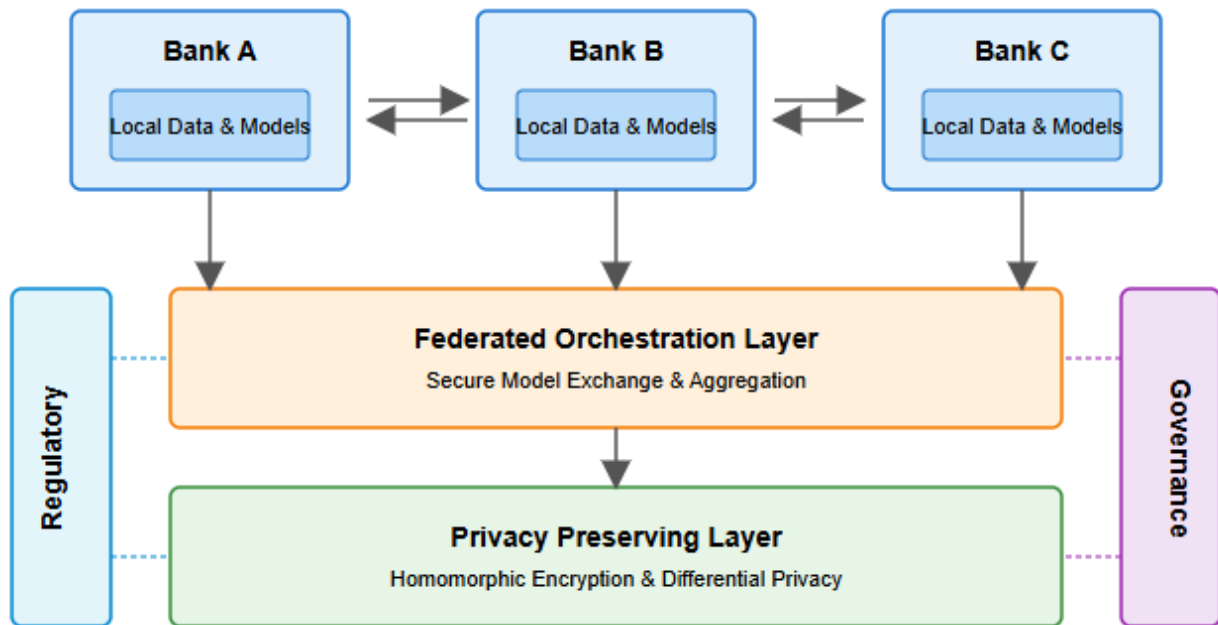 Bank A
Bank B
Bank C
Local Data & Models
Local Data & Models
Local Data & Models
Federated Orchestration Layer
Secure Model Exchange & Aggregation
Regulatory
Governance
Privacy Preserving Layer
Homomorphic Encryption & Differential Privacy